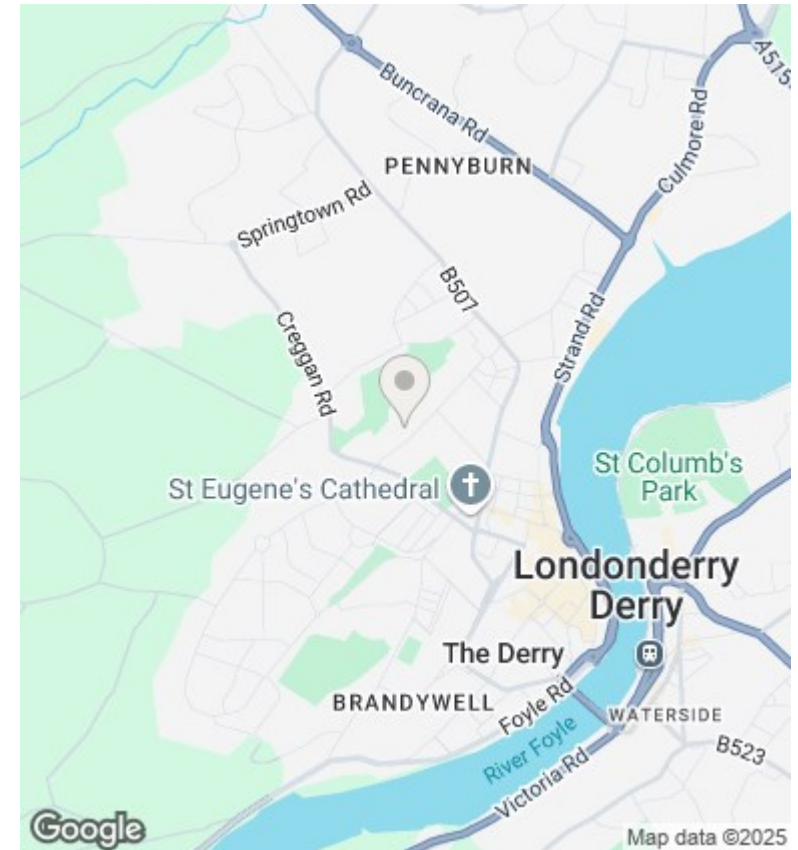 A515
Buncrana Rd
Culmore Rd
PENNYBURN
Springtown Rd
B507
Strand Rd
Creggan Rd
St Columb's
Park
St Eugene's Cathedral
Londonderry
Derry
The Derry
BRANDYWELL
Foyle Rd
WATERSIDE
River Foyle
B523
Victoria Rd
Google
Map data ©2025